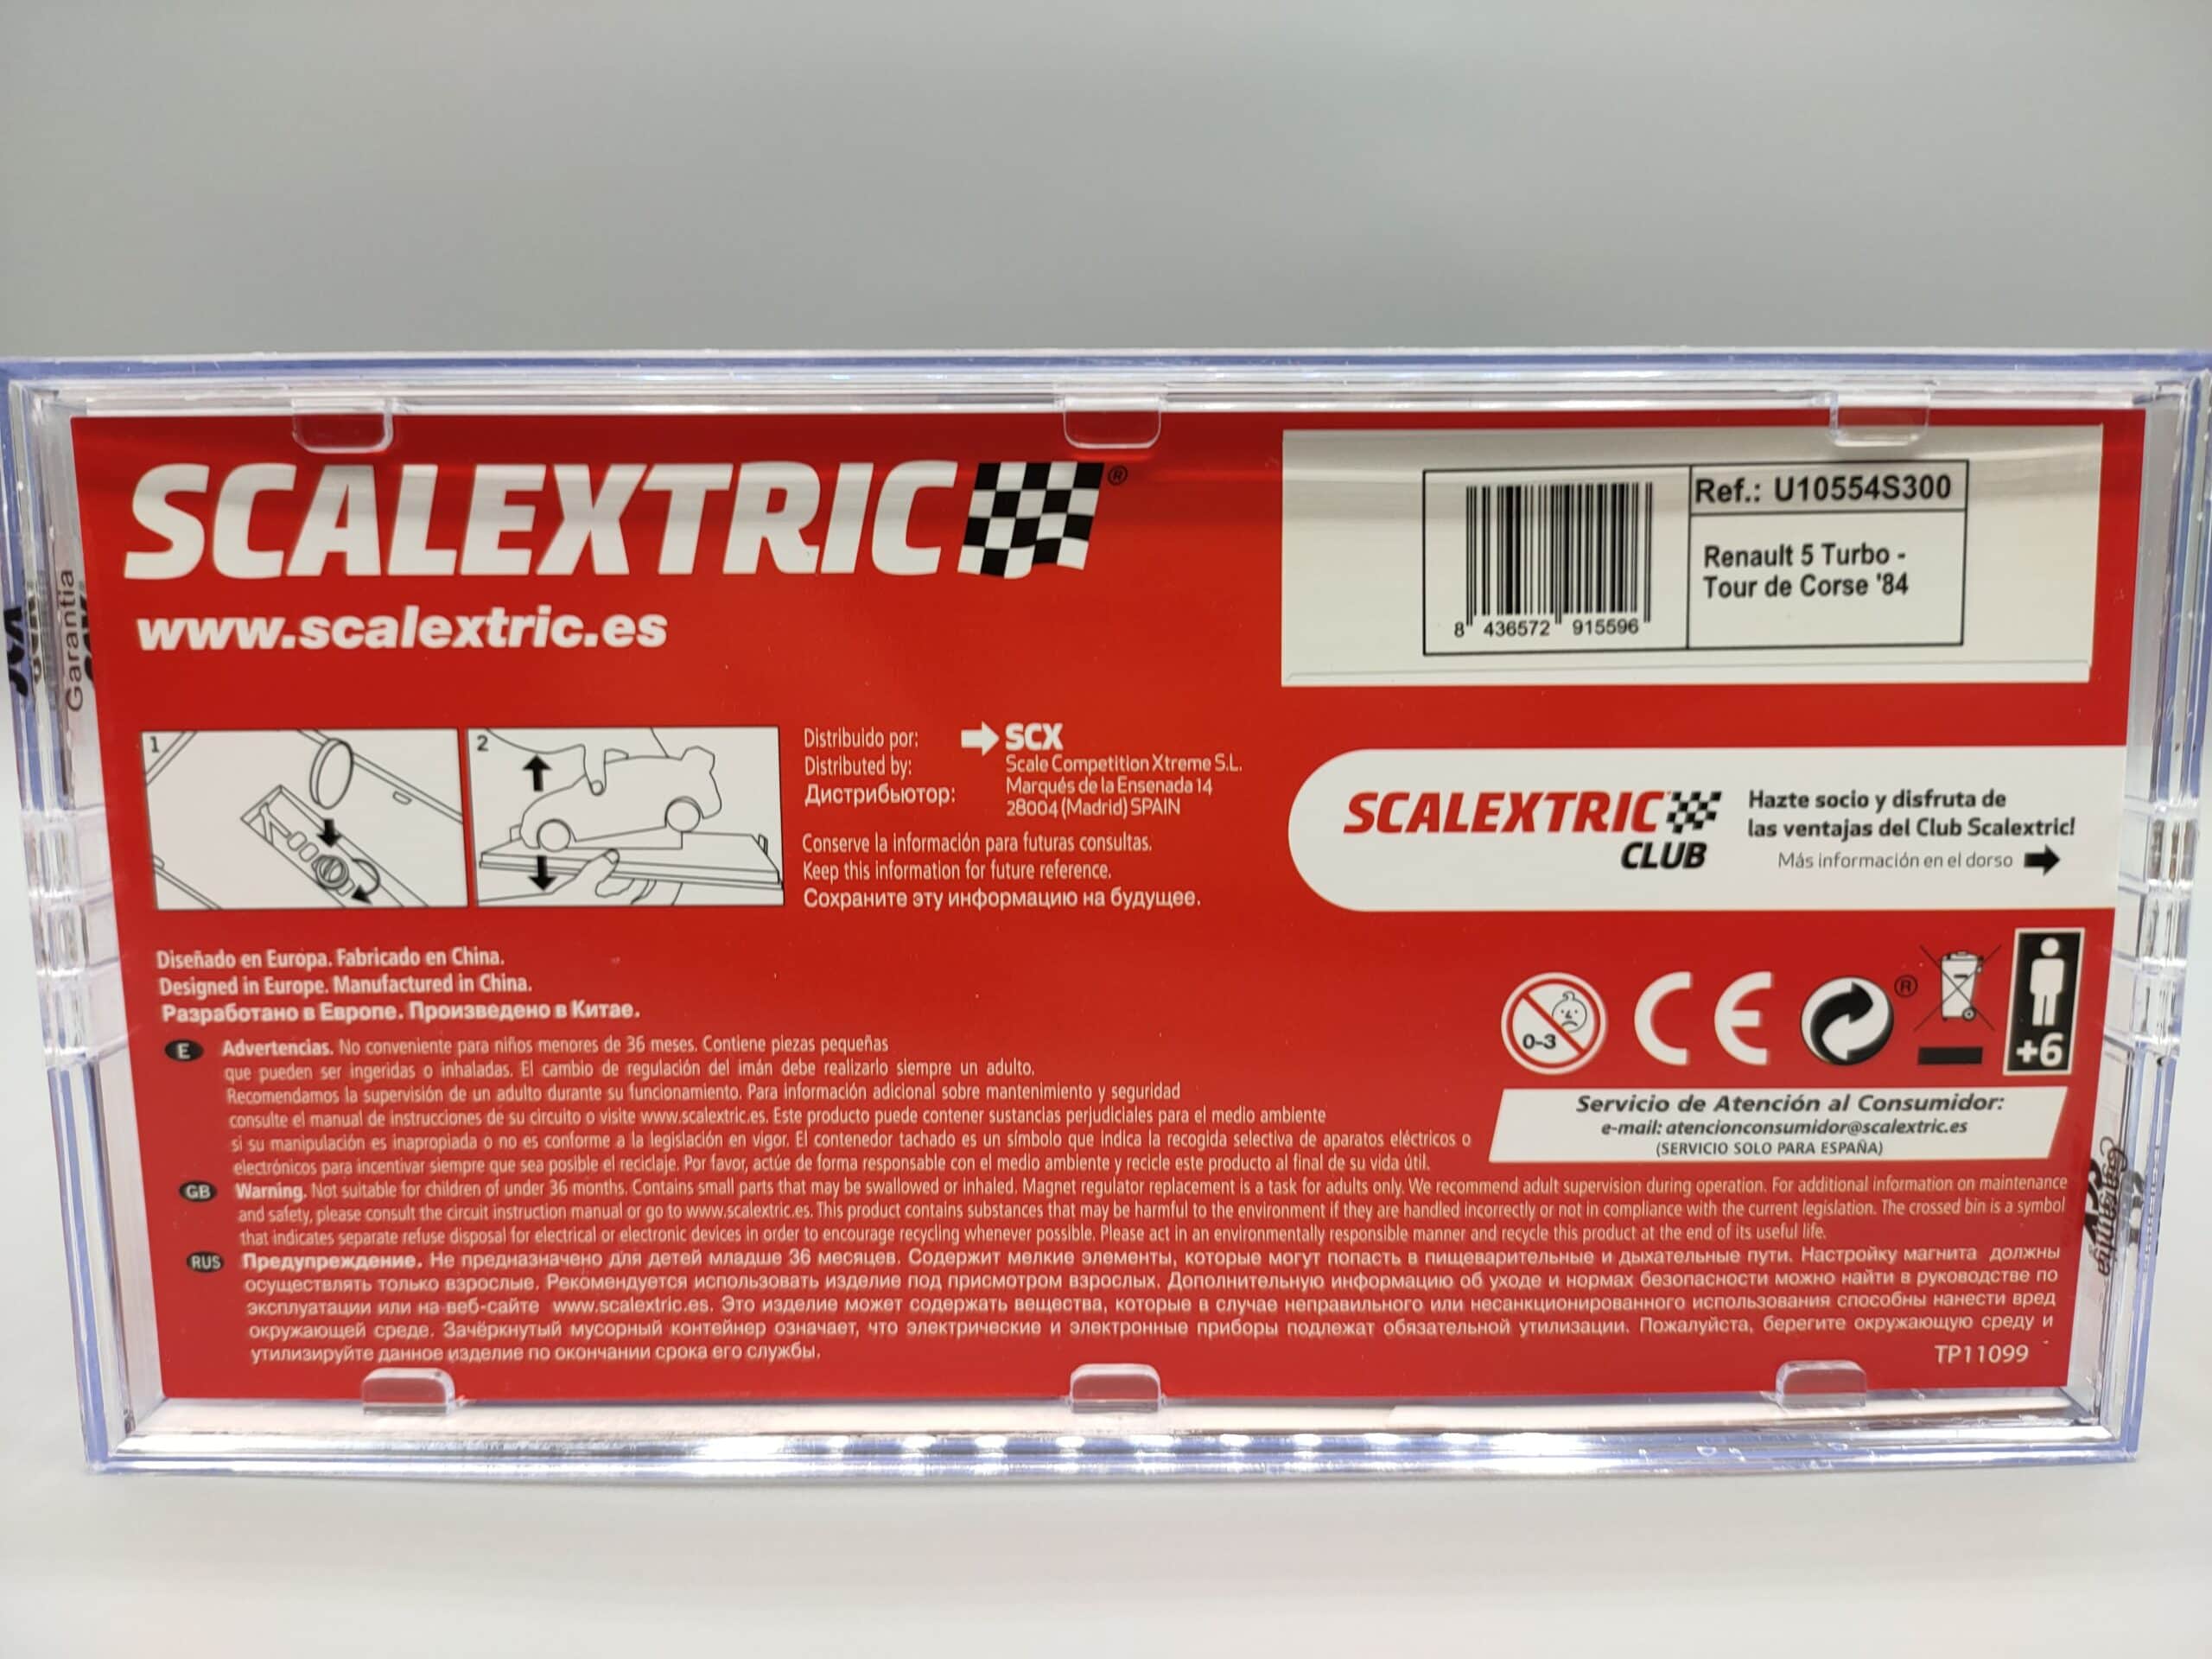 SCALEXTRIC®
www.scalextric.es
8 436572 915596
Ref.: U10554S300
Renault 5 Turbo -
Tour de Corse '84
Garantia
1
2
Distribuido por:
Distributed by:
Дистрибьютор:
SCX
Scale Competition Xtreme S.L.
Marqués de la Ensenada 14
28004 (Madrid) SPAIN
Conserve la información para futuras consultas.
Keep this information for future reference.
Сохраните эту информацию на будущее.
SCALEXTRIC
CLUB
Hazte socio y disfruta de
las ventajas del Club Scalextric!
Más información en el dorso
Diseñado en Europa. Fabricado en China.
Designed in Europe. Manufactured in China.
Разработано в Европе. Произведено в Китае.
0-3
CE
®
+6
E Advertencias. No conveniente para niños menores de 36 meses. Contiene piezas pequeñas
que pueden ser ingeridas o inhaladas. El cambio de regulación del imán debe realizarlo siempre un adulto.
Recomendamos la supervisión de un adulto durante su funcionamiento. Para información adicional sobre mantenimiento y seguridad
consulte el manual de instrucciones de su circuito o visite www.scalextric.es. Este producto puede contener sustancias perjudiciales para el medio ambiente
si su manipulación es inapropiada o no es conforme a la legislación en vigor. El contenedor tachado es un símbolo que indica la recogida selectiva de aparatos eléctricos o
electrónicos para incentivar siempre que sea posible el reciclaje. Por favor, actúe de forma responsable con el medio ambiente y recicle este producto al final de su vida útil.
Servicio de Atención al Consumidor:
e-mail: atencionconsumidor@scalextric.es
(SERVICIO SOLO PARA ESPAÑA)
GB Warning. Not suitable for children of under 36 months. Contains small parts that may be swallowed or inhaled. Magnet regulator replacement is a task for adults only. We recommend adult supervision during operation. For additional information on maintenance
and safety, please consult the circuit instruction manual or go to www.scalextric.es. This product contains substances that may be harmful to the environment if they are handled incorrectly or not in compliance with the current legislation. The crossed bin is a symbol
that indicates separate refuse disposal for electrical or electronic devices in order to encourage recycling whenever possible. Please act in an environmentally responsible manner and recycle this product at the end of its useful life.
RUS Предупреждение. Не предназначено для детей младше 36 месяцев. Содержит мелкие элементы, которые могут попасть в пищеварительные и дыхательные пути. Настройку магнита должны
осуществлять только взрослые. Рекомендуется использовать изделие под присмотром взрослых. Дополнительную информацию об уходе и нормах безопасности можно найти в руководстве по
эксплуатации или на веб-сайте www.scalextric.es. Это изделие может содержать вещества, которые в случае неправильного или несанкционированного использования способны нанести вред
окружающей среде. Зачёркнутый мусорный контейнер означает, что электрические и электронные приборы подлежат обязательной утилизации. Пожалуйста, берегите окружающую среду и
утилизируйте данное изделие по окончании срока его службы.
TP11099